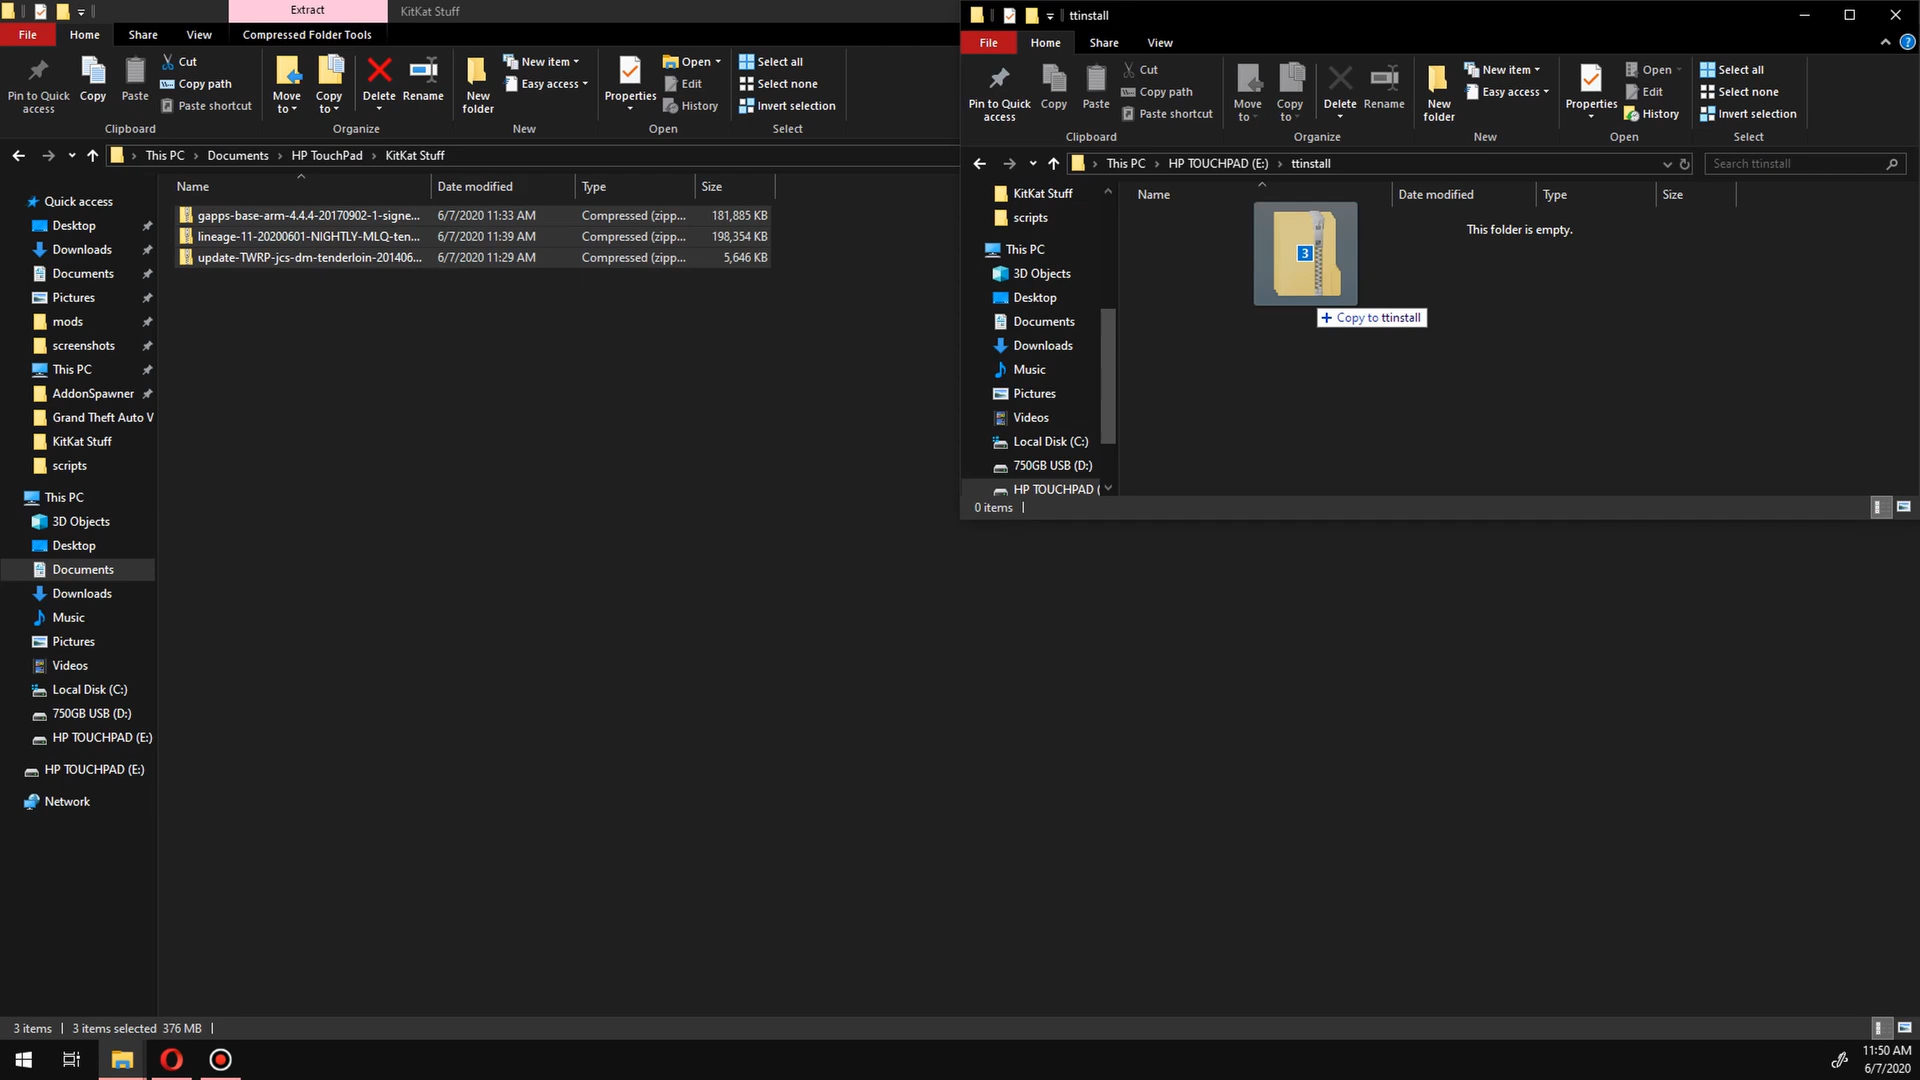 Extract
KitKat Stuff
File
Home
Share
View
Compressed Folder Tools
Pin to Quick access
Copy
Paste
Cut
Copy path
Paste shortcut
Clipboard
Move to
Copy to
Delete
Rename
Organize
New folder
New item
Easy access
New
Properties
Open
Edit
History
Open
Select all
Select none
Invert selection
Select
This PC
Documents
HP TouchPad
KitKat Stuff
Quick access
Desktop
Downloads
Documents
Pictures
mods
screenshots
This PC
AddonSpawner
Grand Theft Auto V
KitKat Stuff
scripts
This PC
3D Objects
Desktop
Documents
Downloads
Music
Pictures
Videos
Local Disk (C:)
750GB USB (D:)
HP TOUCHPAD (E:)
HP TOUCHPAD (E:)
Network
Name Date modified Type Size
gapps-base-arm-4.4.4-20170902-1-signe... 6/7/2020 11:33 AM Compressed (zipp... 181,885 KB
lineage-11-20200601-NIGHTLY-MLQ-ten... 6/7/2020 11:39 AM Compressed (zipp... 198,354 KB
update-TWRP-jcs-dm-tenderloin-201406... 6/7/2020 11:29 AM Compressed (zipp... 5,646 KB
3 items 3 items selected 376 MB
ttinstall
File
Home
Share
View
?
Pin to Quick access
Copy
Paste
Cut
Copy path
Paste shortcut
Clipboard
Move to
Copy to
Delete
Rename
Organize
New folder
New item
Easy access
New
Properties
Open
Edit
History
Open
Select all
Select none
Invert selection
Select
This PC
HP TOUCHPAD (E:)
ttinstall
Search ttinstall
KitKat Stuff
scripts
This PC
3D Objects
Desktop
Documents
Downloads
Music
Pictures
Videos
Local Disk (C:)
750GB USB (D:)
HP TOUCHPAD (
Name Date modified Type Size
This folder is empty.
3
+ Copy to ttinstall
0 items
11:50 AM
6/7/2020